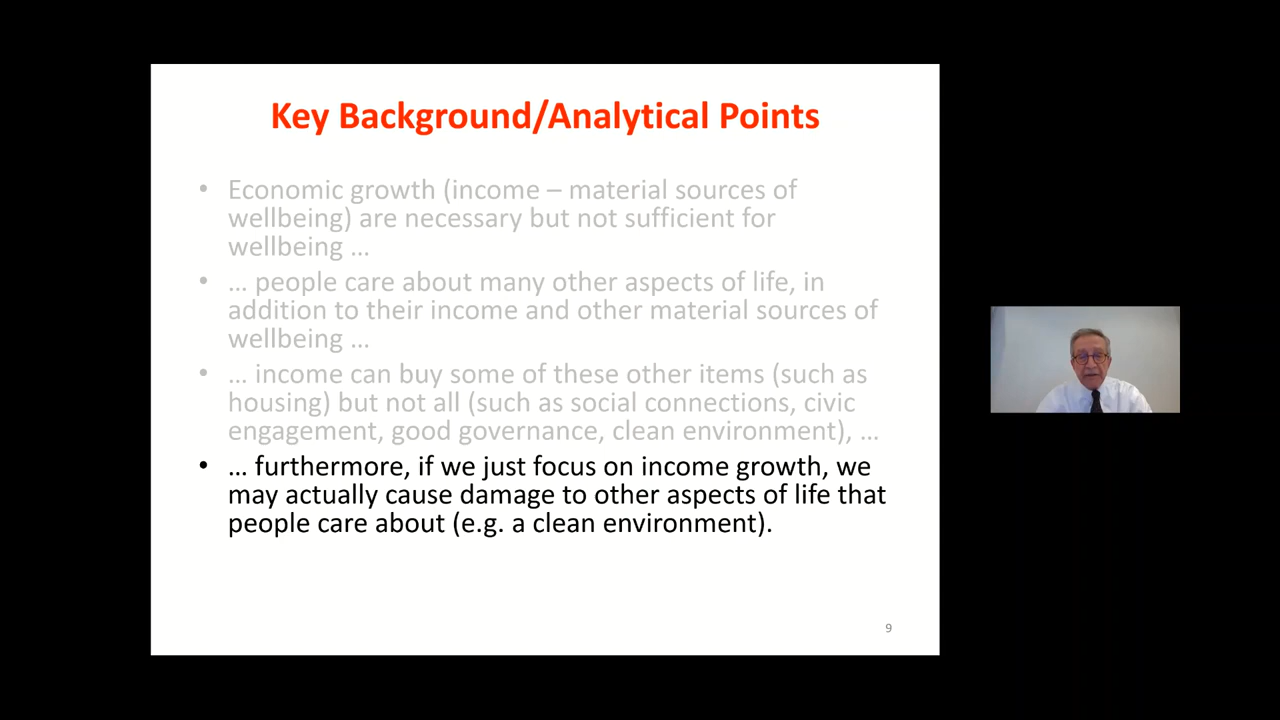 Key Background/Analytical Points
• Economic growth (income – material sources of
wellbeing) are necessary but not sufficient for
wellbeing …
• … people care about many other aspects of life, in
addition to their income and other material sources of
wellbeing …
• … income can buy some of these other items (such as
housing) but not all (such as social connections, civic
engagement, good governance, clean environment), …
• … furthermore, if we just focus on income growth, we
may actually cause damage to other aspects of life that
people care about (e.g. a clean environment).
9